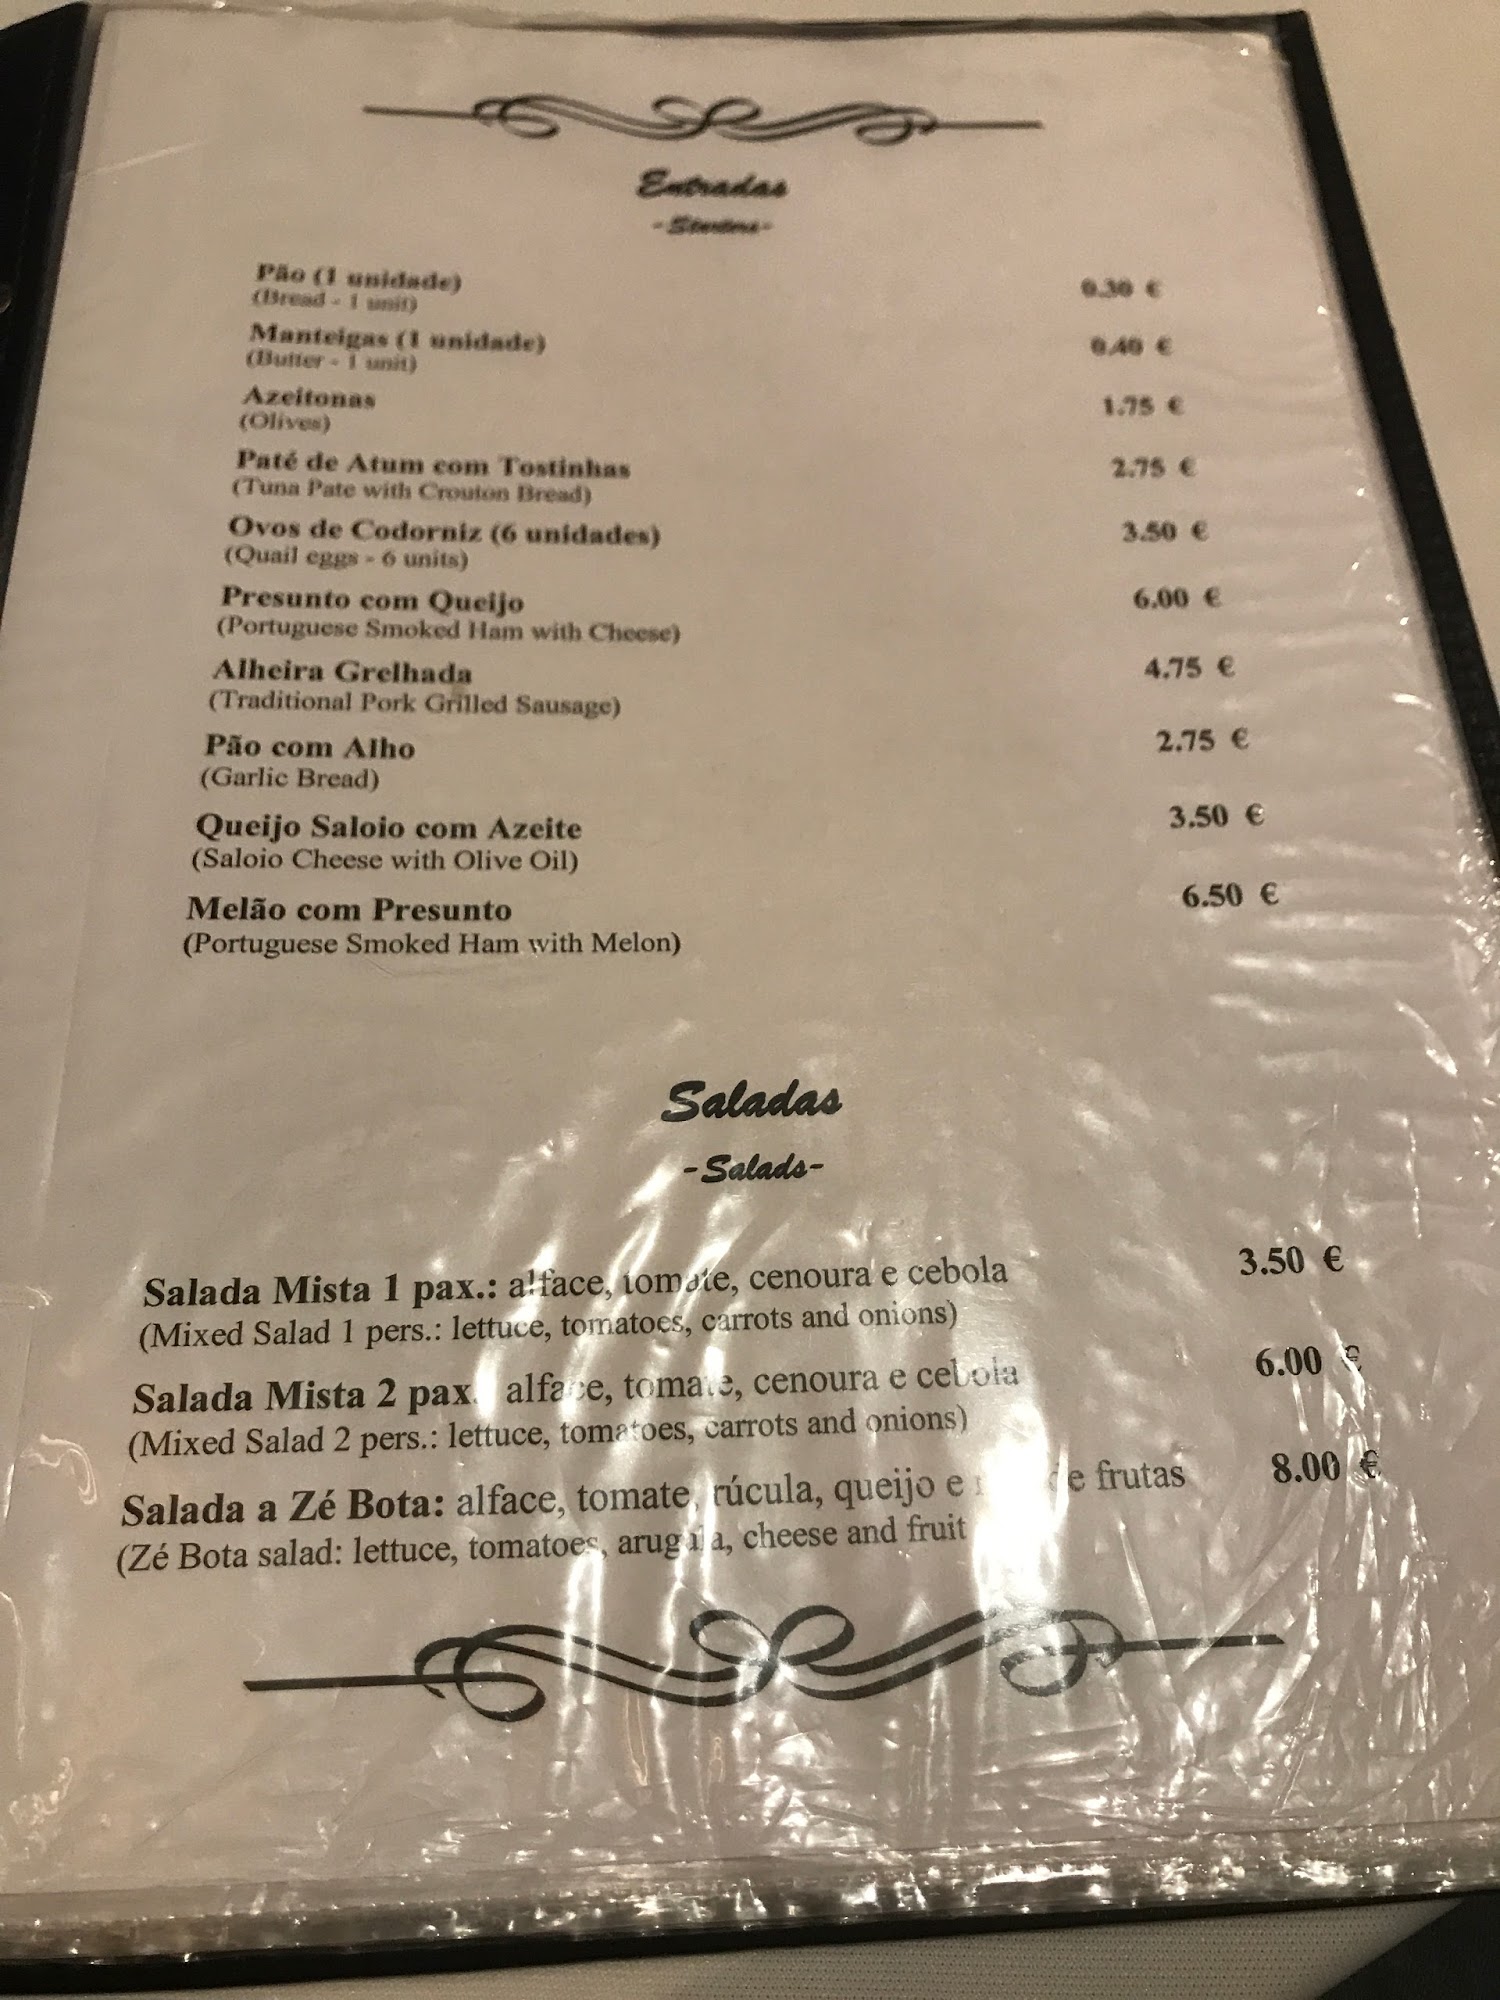 Entradas
-Starters-
Pão (1 unidade) 0.30 €
(Bread - 1 unit)
Manteigas (1 unidade) 0.40 €
(Butter - 1 unit)
Azeitonas 1.75 €
(Olives)
Paté de Atum com Tostinhas 2.75 €
(Tuna Pate with Crouton Bread)
Ovos de Codorniz (6 unidades) 3.50 €
(Quail eggs - 6 units)
Presunto com Queijo 6.00 €
(Portuguese Smoked Ham with Cheese)
Alheira Grelhada 4.75 €
(Traditional Pork Grilled Sausage)
Pão com Alho 2.75 €
(Garlic Bread)
Queijo Saloio com Azeite 3.50 €
(Saloio Cheese with Olive Oil)
Melão com Presunto 6.50 €
(Portuguese Smoked Ham with Melon)
Saladas
-Salads-
Salada Mista 1 pax.: alface, tomate, cenoura e cebola 3.50 €
(Mixed Salad 1 pers.: lettuce, tomatoes, carrots and onions)
Salada Mista 2 pax. alface, tomate, cenoura e cebola 6.00 €
(Mixed Salad 2 pers.: lettuce, tomatoes, carrots and onions)
Salada a Zé Bota: alface, tomate, rúcula, queijo e de frutas 8.00 €
(Zé Bota salad: lettuce, tomatoes, arugula, cheese and fruit